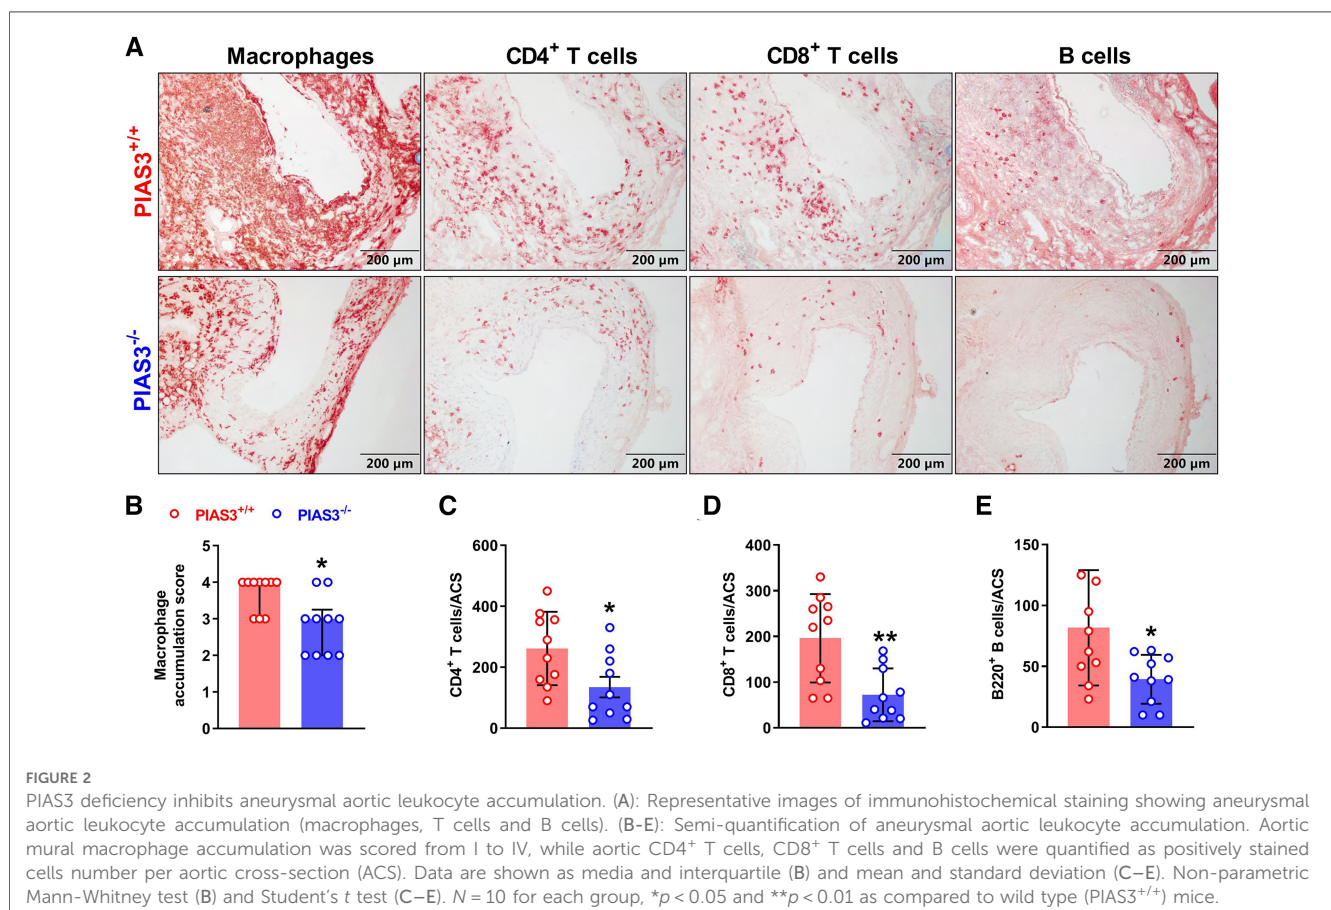 A
Macrophages
CD4+ T cells
CD8+ T cells
B cells
PIAS3+/+
200 µm
200 µm
200 µm
200 µm
PIAS3-/-
200 µm
200 µm
200 µm
200 µm
B
PIAS3+/+
PIAS3-/-
Macrophage
accumulation score
5
4
3
2
1
0
*
C
CD4+ T cells/ACS
600
400
200
0
*
D
CD8+ T cells/ACS
400
300
200
100
0
**
E
B220+ B cells/ACS
150
100
50
0
*
FIGURE 2
PIAS3 deficiency inhibits aneurysmal aortic leukocyte accumulation. (A): Representative images of immunohistochemical staining showing aneurysmal
aortic leukocyte accumulation (macrophages, T cells and B cells). (B-E): Semi-quantification of aneurysmal aortic leukocyte accumulation. Aortic
mural macrophage accumulation was scored from I to IV, while aortic CD4+ T cells, CD8+ T cells and B cells were quantified as positively stained
cells number per aortic cross-section (ACS). Data are shown as media and interquartile (B) and mean and standard deviation (C–E). Non-parametric
Mann-Whitney test (B) and Student's t test (C–E). N = 10 for each group, *p < 0.05 and **p < 0.01 as compared to wild type (PIAS3+/+) mice.